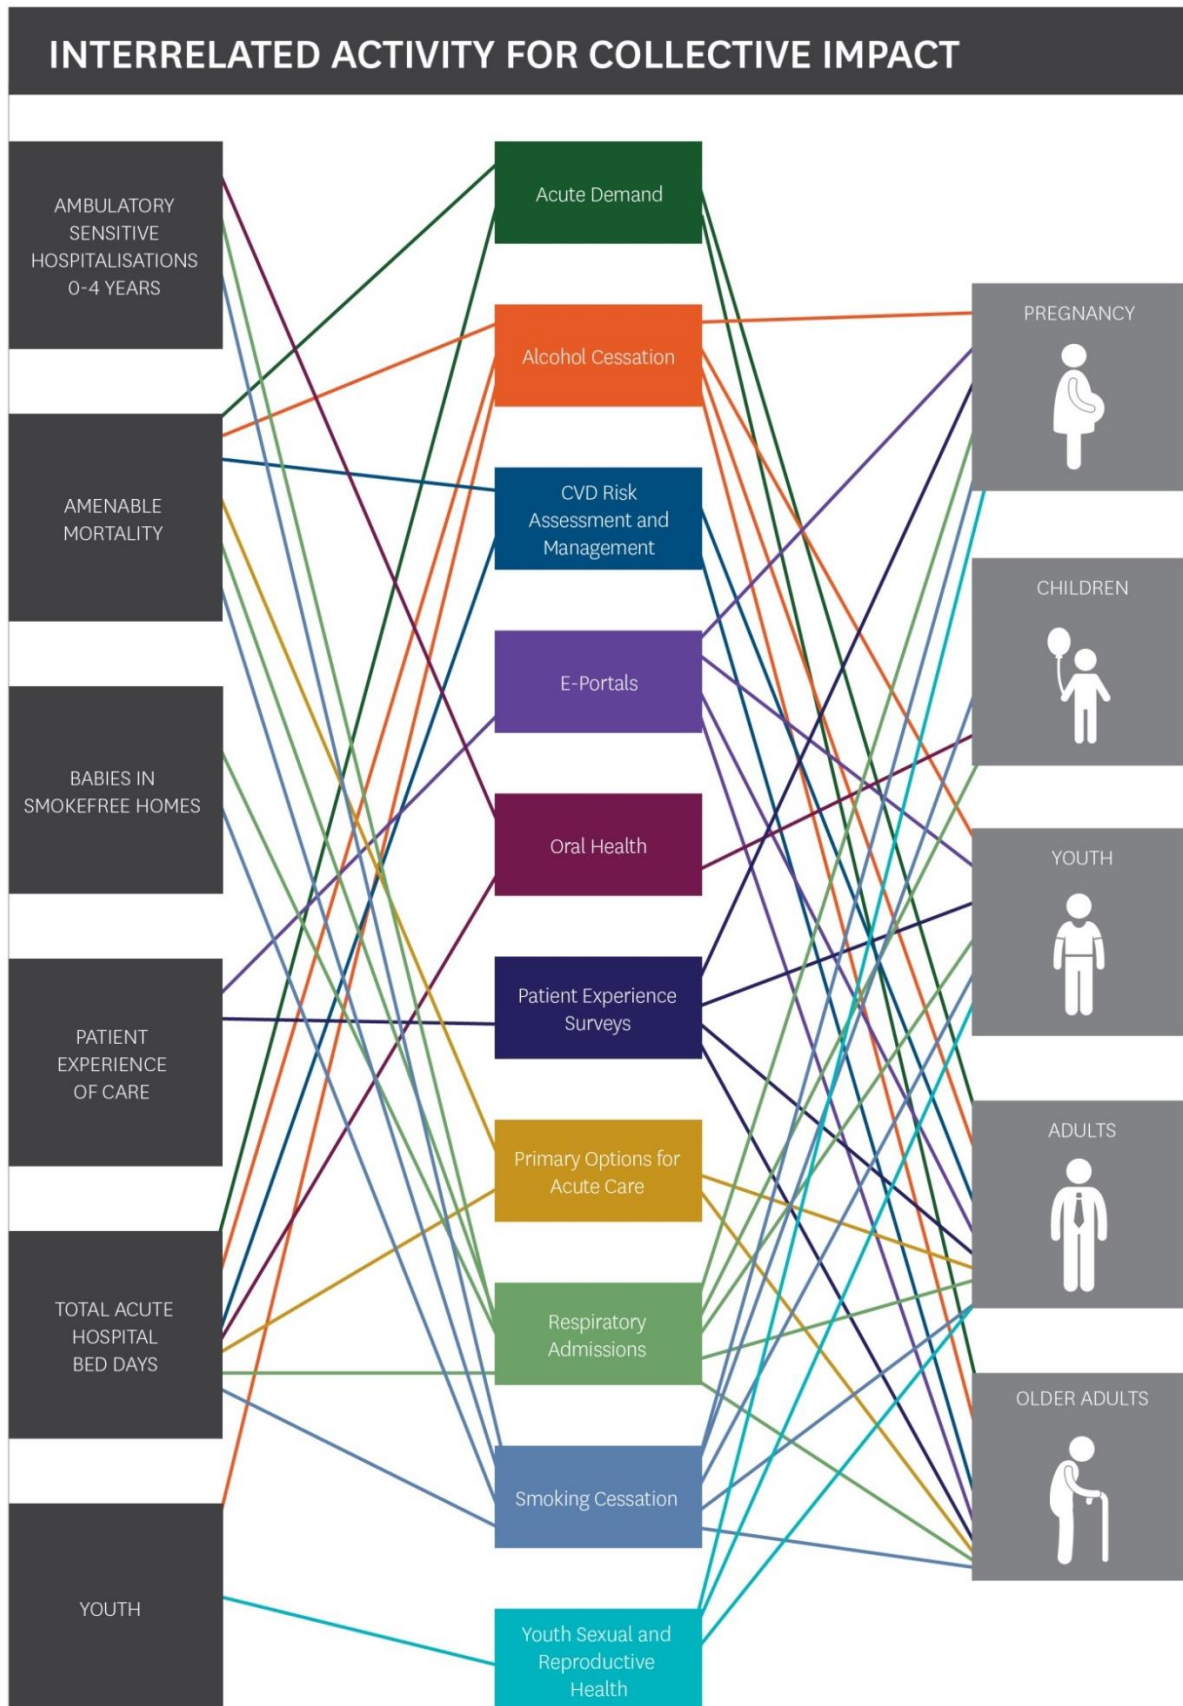 INTERRELATED ACTIVITY FOR COLLECTIVE IMPACT
AMBULATORY
SENSITIVE
HOSPITALISATIONS
0-4 YEARS
AMENABLE
MORTALITY
BABIES IN
SMOKEFREE HOMES
PATIENT
EXPERIENCE
OF CARE
TOTAL ACUTE
HOSPITAL
BED DAYS
YOUTH
Acute Demand
Alcohol Cessation
CVD Risk
Assessment and
Management
E-Portals
Oral Health
Patient Experience
Surveys
Primary Options for
Acute Care
Respiratory
Admissions
Smoking Cessation
Youth Sexual and
Reproductive
Health
PREGNANCY
CHILDREN
YOUTH
ADULTS
OLDER ADULTS